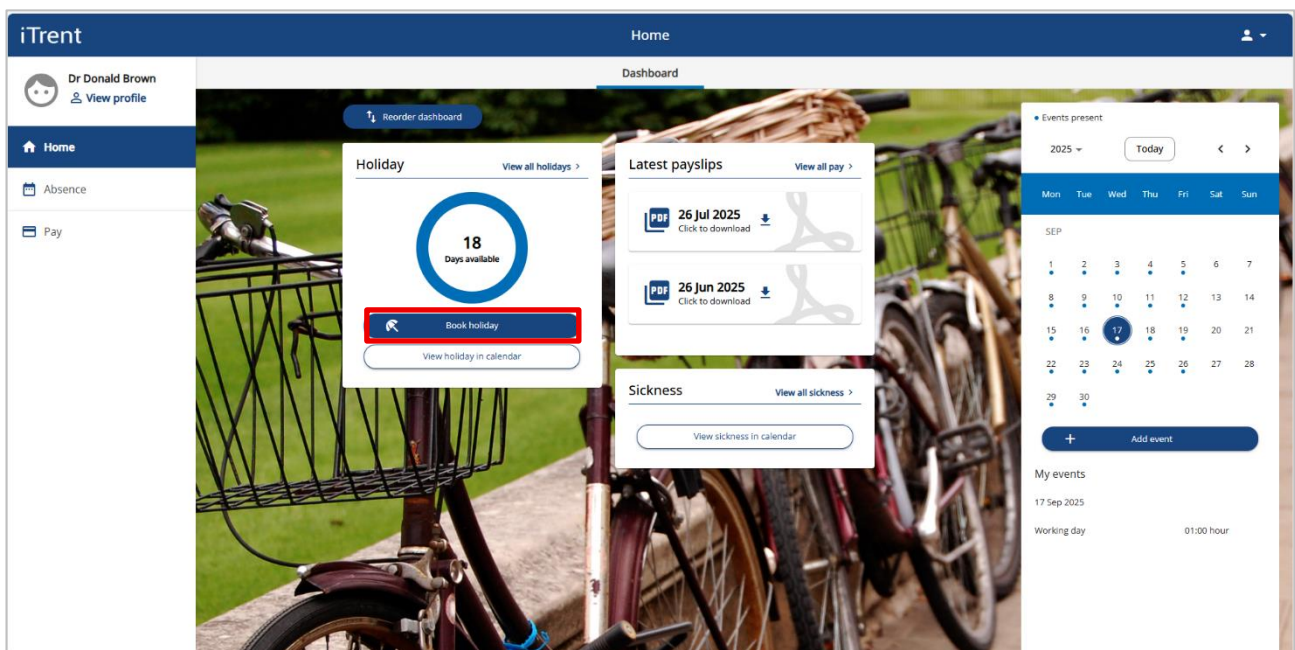 iTrent
Home
Dr Donald Brown
View profile
Home
Absence
Pay
Dashboard
Reorder dashboard
Holiday
View all holidays >
18
Days available
Book holiday
View holiday in calendar
Latest payslips
View all pay >
PDF
26 Jul 2025
Click to download
PDF
26 Jun 2025
Click to download
Sickness
View all sickness >
View sickness in calendar
Events present
2025 Today < >
Mon Tue Wed Thu Fri Sat Sun
SEP
1 2 3 4 5 6 7
8 9 10 11 12 13 14
15 16 17 18 19 20 21
22 23 24 25 26 27 28
29 30
+ Add event
My events
17 Sep 2025
Working day 01:00 hour